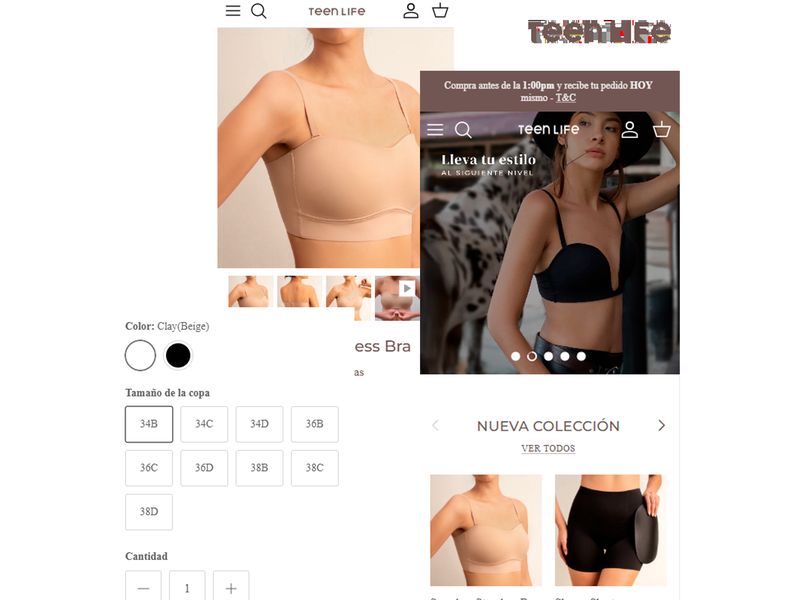 Teen LIFe
Teen LIFe
Compra antes de la 1:00pm y recibe tu pedido HOY
mismo - T&C
Teen LIFe
Lleva tu estilo
AL SIGUIENTE NIVEL
Color: Clay(Beige)
ess Bra
as
Tamaño de la copa
34B
34C
34D
36B
36C
36D
38B
38C
38D
Cantidad
1
NUEVA COLECCIÓN
VER TODOS